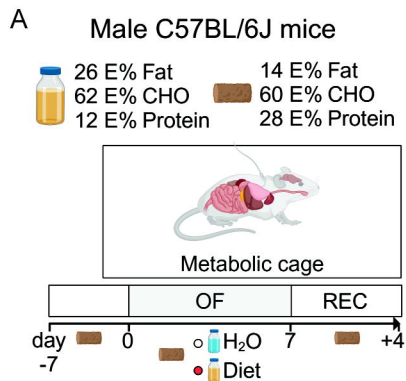 A
Male C57BL/6J mice
26 E% Fat
62 E% CHO
12 E% Protein
14 E% Fat
60 E% CHO
28 E% Protein
Metabolic cage
OF REC
day 0 7 +4
-7
H₂O
Diet